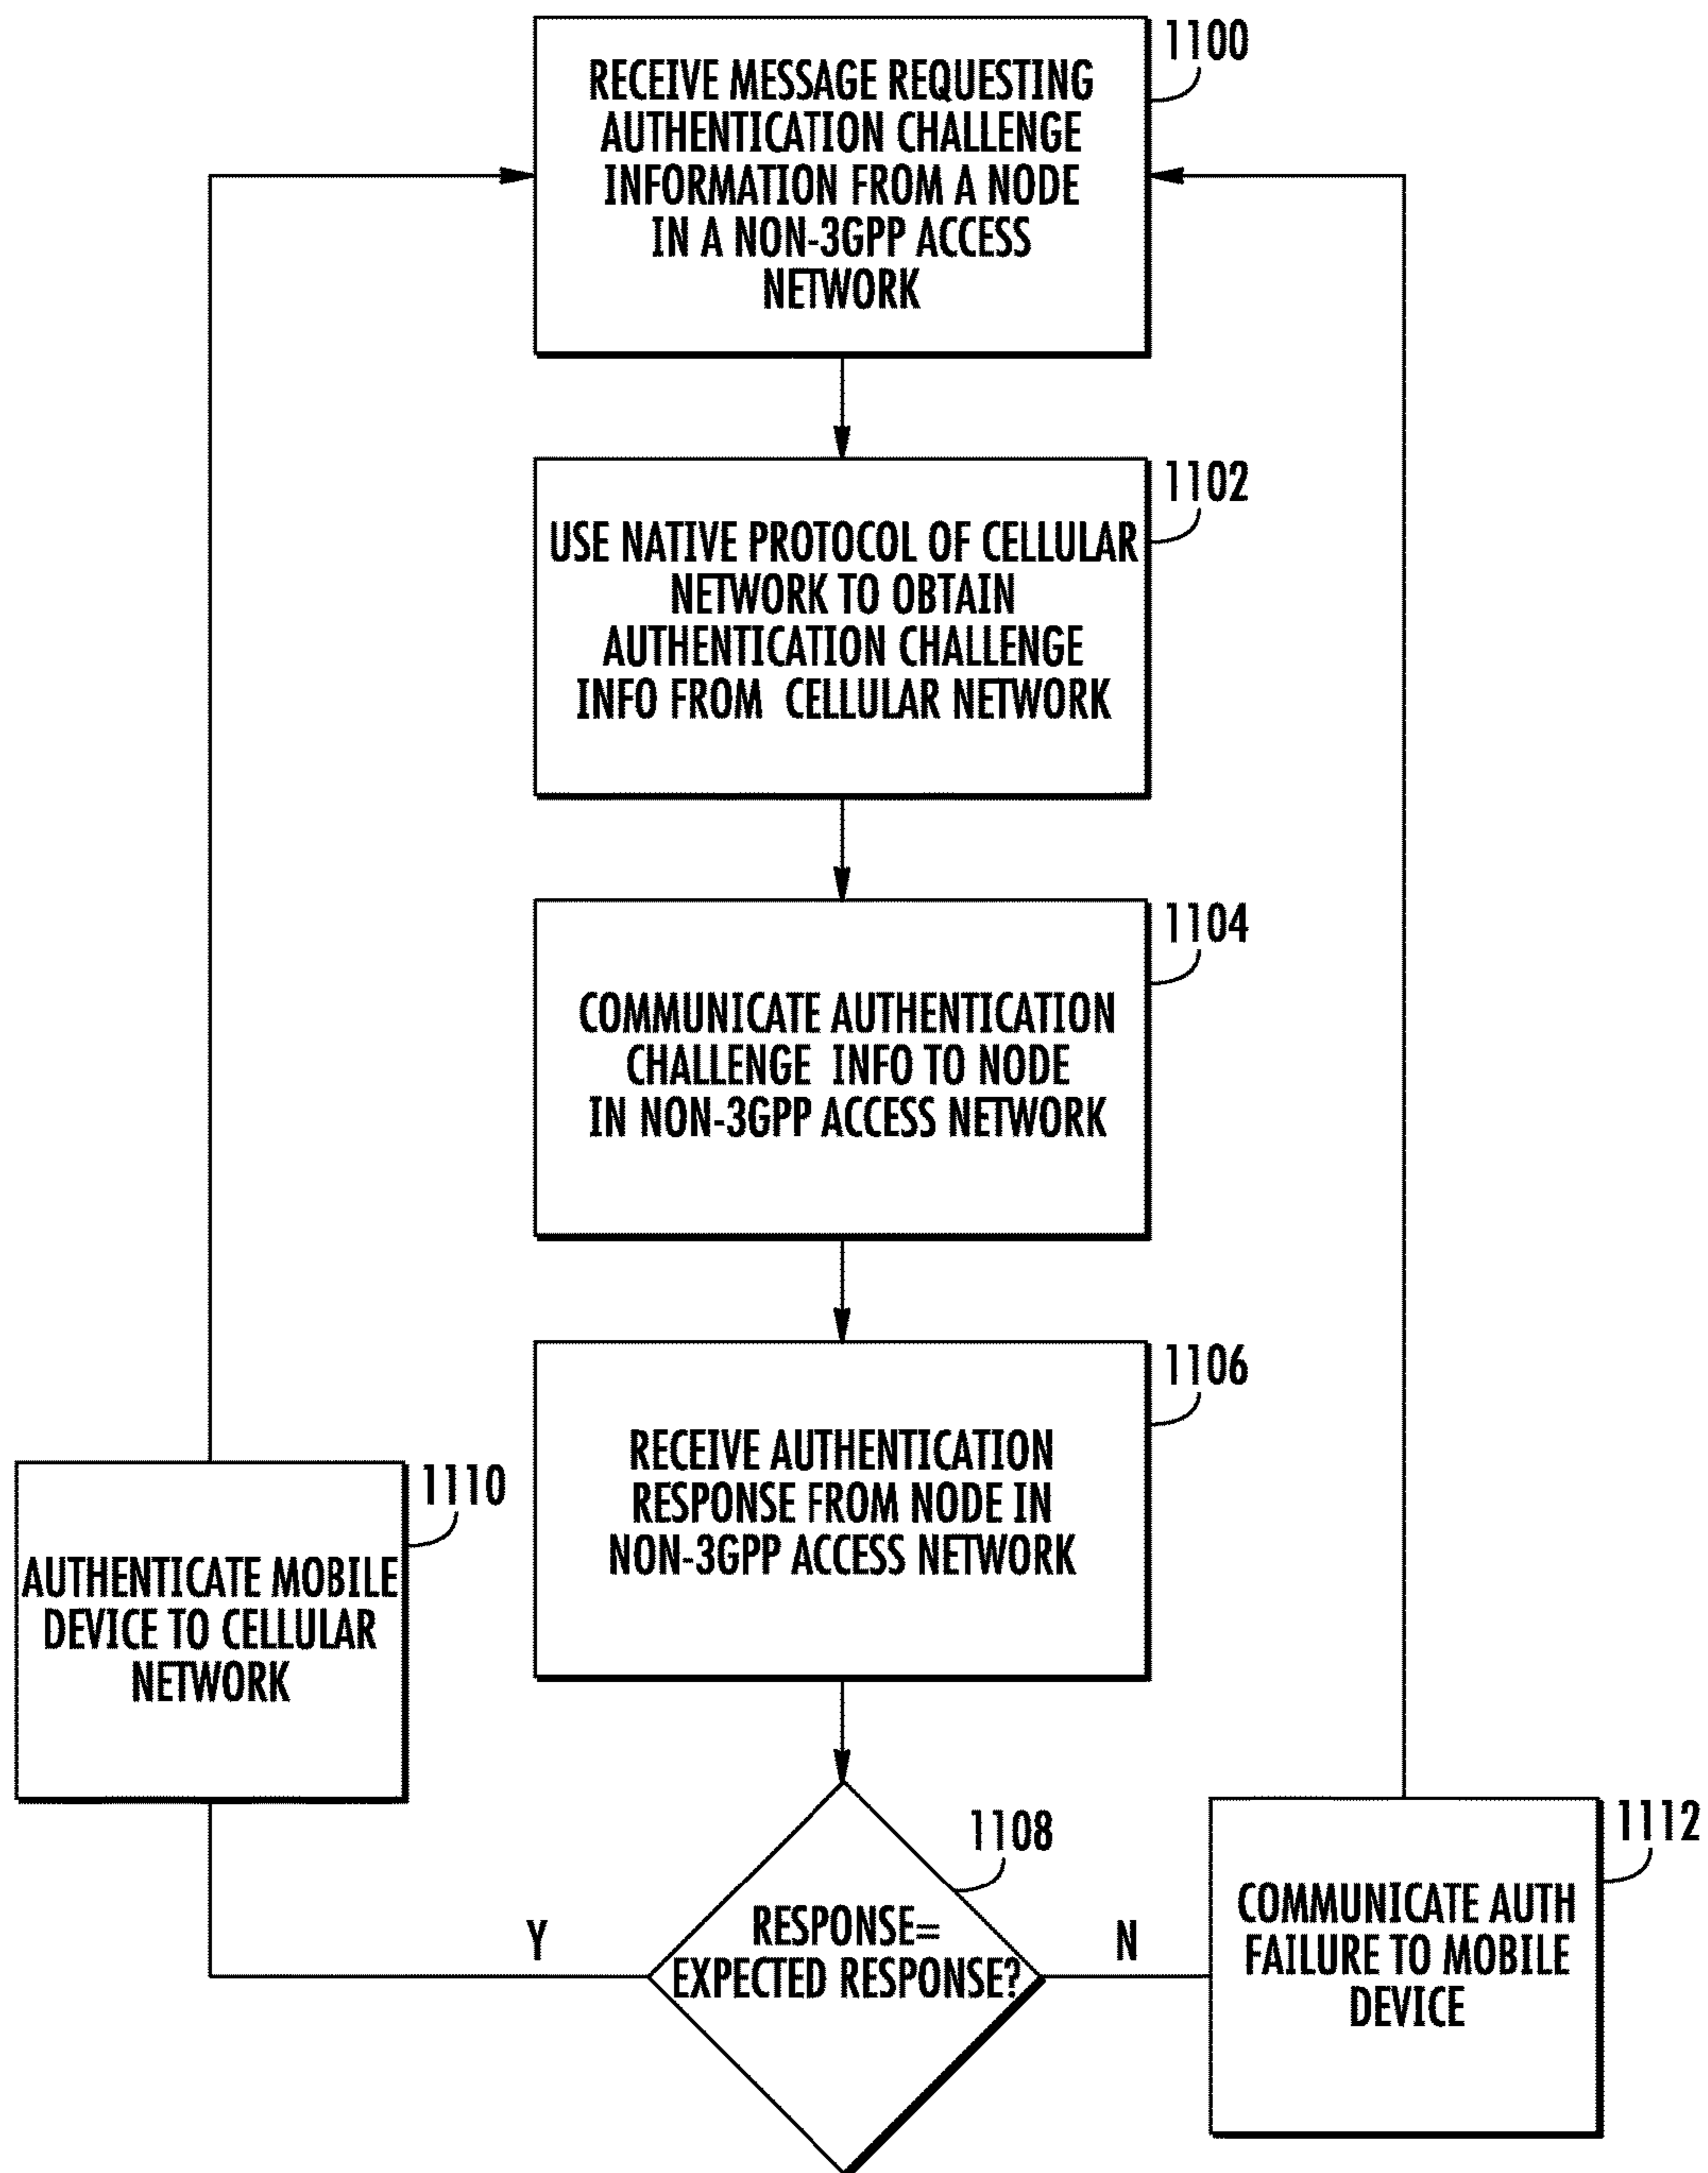 1100
RECEIVE MESSAGE REQUESTING
AUTHENTICATION CHALLENGE
INFORMATION FROM A NODE
IN A NON-3GPP ACCESS
NETWORK
1102
USE NATIVE PROTOCOL OF CELLULAR
NETWORK TO OBTAIN
AUTHENTICATION CHALLENGE
INFO FROM CELLULAR NETWORK
1104
COMMUNICATE AUTHENTICATION
CHALLENGE INFO TO NODE
IN NON-3GPP ACCESS NETWORK
1106
RECEIVE AUTHENTICATION
RESPONSE FROM NODE IN
NON-3GPP ACCESS NETWORK
1110
AUTHENTICATE MOBILE
DEVICE TO CELLULAR
NETWORK
1108
RESPONSE=
EXPECTED RESPONSE?
Y
N
1112
COMMUNICATE AUTH
FAILURE TO MOBILE
DEVICE